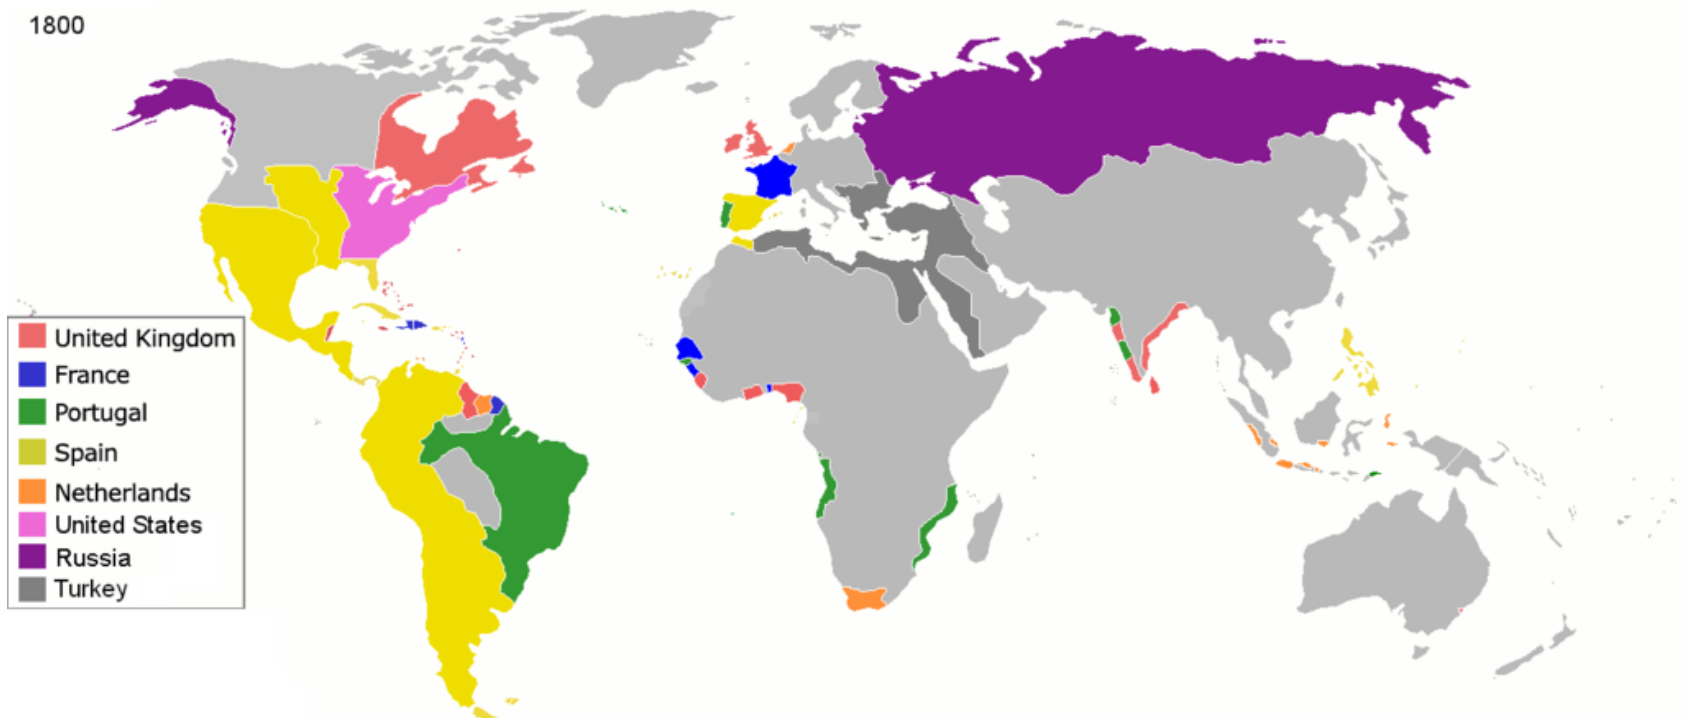 1800
United Kingdom
France
Portugal
Spain
Netherlands
United States
Russia
Turkey